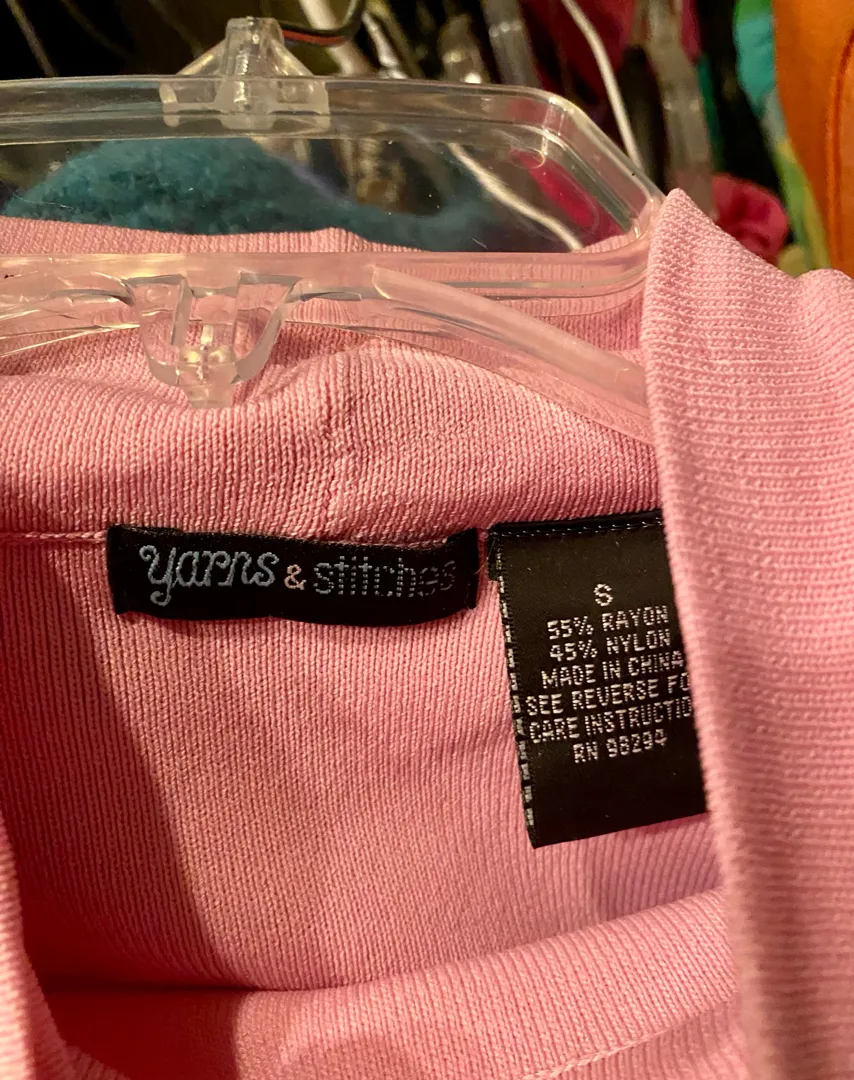 yarns & stitches
S
55% RAYON
45% NYLON
MADE IN CHINA
SEE REVERSE FO
CARE INSTRUCTIO
RN 98294